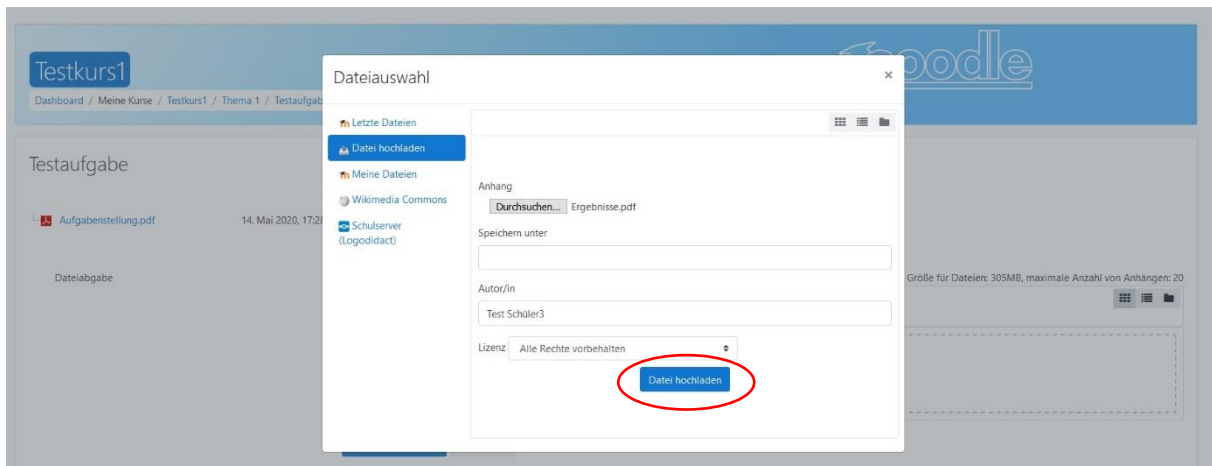 Testkurs1
moodle
Dashboard / Meine Kurse / Testkurs1 / Thema 1 / Testaufgab
Dateiauswahl
×
Letzte Dateien
Datei hochladen
Meine Dateien
Wikimedia Commons
Schulserver
(Logodidact)
Anhang
Durchsuchen... Ergebnisse.pdf
Speichern unter
Autor/in
Test Schüler3
Lizenz Alle Rechte vorbehalten
Datei hochladen
Testaufgabe
Aufgabenstellung.pdf 14. Mai 2020, 17:28
Dateiabgabe
Größe für Dateien: 305MB, maximale Anzahl von Anhängen: 20